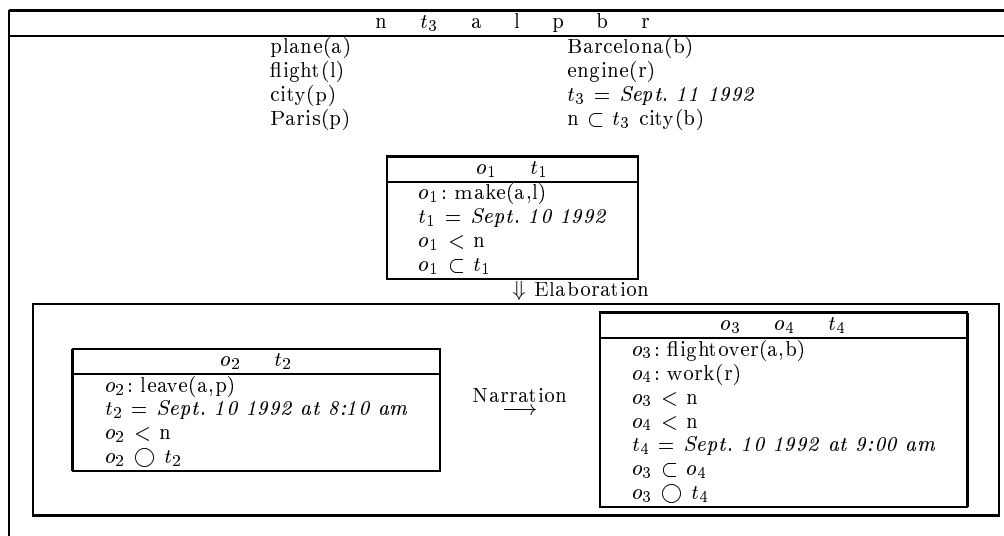 n t₃ a l p b r
plane(a) Barcelona(b)
flight(l) engine(r)
city(p) t₃ = Sept. 11 1992
Paris(p) n ⊂ t₃ city(b)
o₁ t₁
o₁: make(a,l)
t₁ = Sept. 10 1992
o₁ < n
o₁ ⊂ t₁
⇓ Elaboration
o₂ t₂
o₂: leave(a,p)
t₂ = Sept. 10 1992 at 8:10 am
o₂ < n
o₂ ◯ t₂
Narration
⟶
o₃ o₄ t₄
o₃: flightover(a,b)
o₄: work(r)
o₃ < n
o₄ < n
t₄ = Sept. 10 1992 at 9:00 am
o₃ ⊂ o₄
o₃ ◯ t₄